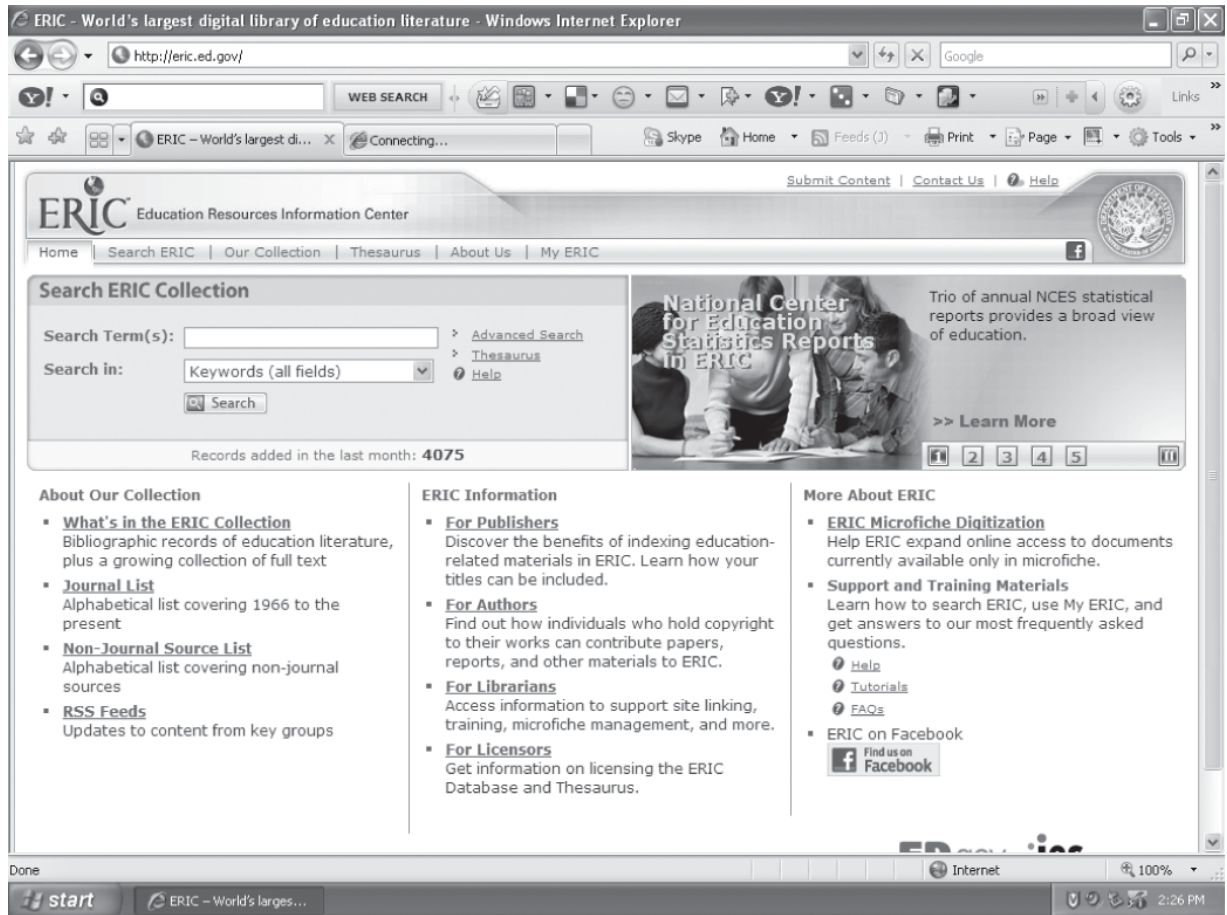 ERIC - World's largest digital library of education literature - Windows Internet Explorer
http://eric.ed.gov/
Google
Y!
WEB SEARCH
Y!
Links
ERIC – World's largest di...
Connecting...
Skype
Home
Feeds (J)
Print
Page
Tools
Submit Content | Contact Us | Help
ERIC Education Resources Information Center
Home | Search ERIC | Our Collection | Thesaurus | About Us | My ERIC
Search ERIC Collection
Search Term(s):
Advanced Search
Thesaurus
Search in:
Keywords (all fields)
Help
Search
Records added in the last month: 4075
National Center
for Education
Statistics Reports
in ERIC
Trio of annual NCES statistical
reports provides a broad view
of education.
>> Learn More
1 2 3 4 5
About Our Collection
What's in the ERIC Collection
Bibliographic records of education literature,
plus a growing collection of full text
Journal List
Alphabetical list covering 1966 to the
present
Non-Journal Source List
Alphabetical list covering non-journal
sources
RSS Feeds
Updates to content from key groups
ERIC Information
For Publishers
Discover the benefits of indexing education-
related materials in ERIC. Learn how your
titles can be included.
For Authors
Find out how individuals who hold copyright
to their works can contribute papers,
reports, and other materials to ERIC.
For Librarians
Access information to support site linking,
training, microfiche management, and more.
For Licensors
Get information on licensing the ERIC
Database and Thesaurus.
More About ERIC
ERIC Microfiche Digitization
Help ERIC expand online access to documents
currently available only in microfiche.
Support and Training Materials
Learn how to search ERIC, use My ERIC, and
get answers to our most frequently asked
questions.
Help
Tutorials
FAQs
ERIC on Facebook
Find us on
Facebook
Done
Internet
100%
start
ERIC – World's larges...
2:26 PM